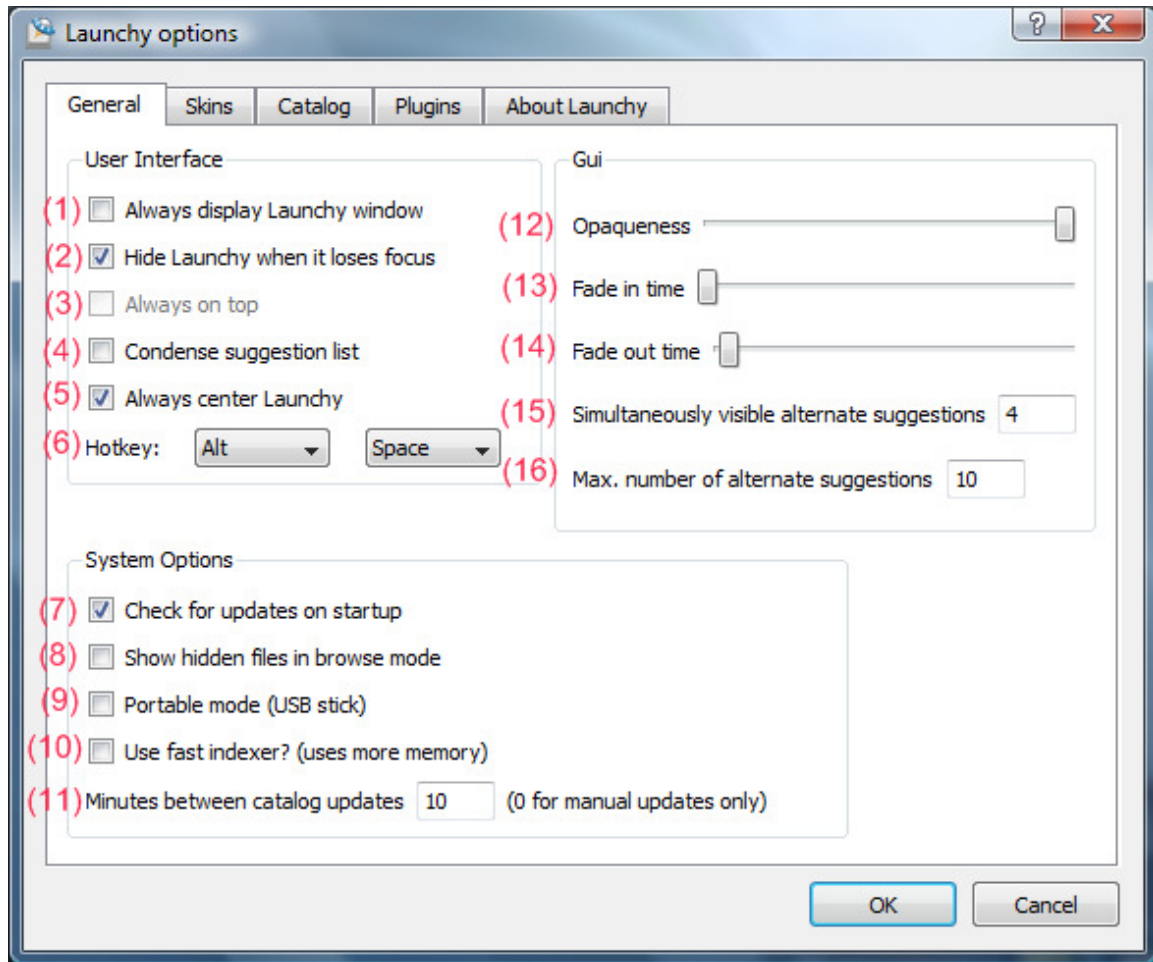 Launchy options
General Skins Catalog Plugins About Launchy
User Interface
(1) Always display Launchy window
(2) Hide Launchy when it loses focus
(3) Always on top
(4) Condense suggestion list
(5) Always center Launchy
(6) Hotkey: Alt Space
Gui
(12) Opaqueness
(13) Fade in time
(14) Fade out time
(15) Simultaneously visible alternate suggestions 4
(16) Max. number of alternate suggestions 10
System Options
(7) Check for updates on startup
(8) Show hidden files in browse mode
(9) Portable mode (USB stick)
(10) Use fast indexer? (uses more memory)
(11) Minutes between catalog updates 10 (0 for manual updates only)
OK Cancel